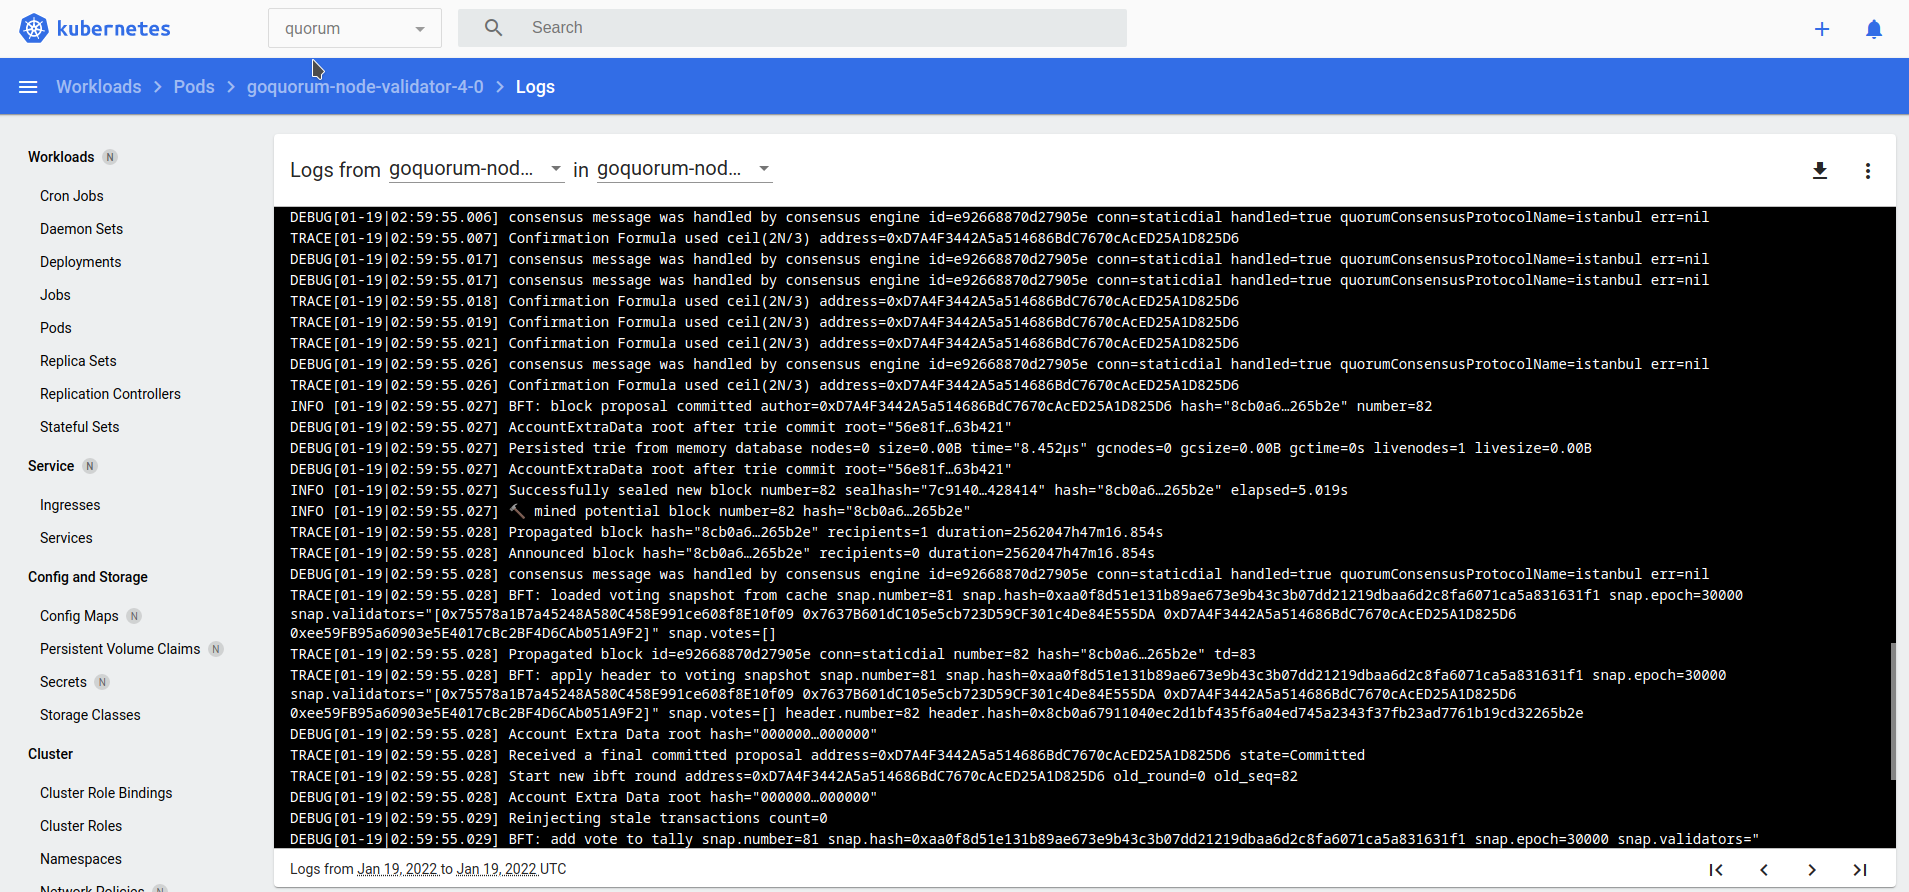 kubernetes
quorum
Search
Workloads > Pods > goquorum-node-validator-4-0 > Logs
Workloads N
Cron Jobs
Daemon Sets
Deployments
Jobs
Pods
Replica Sets
Replication Controllers
Stateful Sets
Service N
Ingresses
Services
Config and Storage
Config Maps N
Persistent Volume Claims N
Secrets N
Storage Classes
Cluster
Cluster Role Bindings
Cluster Roles
Namespaces
Network Policies N
Logs from goquorum-nod... in goquorum-nod...
DEBUG[01-19|02:59:55.006] consensus message was handled by consensus engine id=e92668870d27905e conn=staticdial handled=true quorumConsensusProtocolName=istanbul err=nil
TRACE[01-19|02:59:55.007] Confirmation Formula used ceil(2N/3) address=0xD7A4F3442A5a514686BdC7670cAcED25A1D825D6
DEBUG[01-19|02:59:55.017] consensus message was handled by consensus engine id=e92668870d27905e conn=staticdial handled=true quorumConsensusProtocolName=istanbul err=nil
DEBUG[01-19|02:59:55.017] consensus message was handled by consensus engine id=e92668870d27905e conn=staticdial handled=true quorumConsensusProtocolName=istanbul err=nil
TRACE[01-19|02:59:55.018] Confirmation Formula used ceil(2N/3) address=0xD7A4F3442A5a514686BdC7670cAcED25A1D825D6
TRACE[01-19|02:59:55.019] Confirmation Formula used ceil(2N/3) address=0xD7A4F3442A5a514686BdC7670cAcED25A1D825D6
TRACE[01-19|02:59:55.021] Confirmation Formula used ceil(2N/3) address=0xD7A4F3442A5a514686BdC7670cAcED25A1D825D6
DEBUG[01-19|02:59:55.026] consensus message was handled by consensus engine id=e92668870d27905e conn=staticdial handled=true quorumConsensusProtocolName=istanbul err=nil
TRACE[01-19|02:59:55.026] Confirmation Formula used ceil(2N/3) address=0xD7A4F3442A5a514686BdC7670cAcED25A1D825D6
INFO [01-19|02:59:55.027] BFT: block proposal committed author=0xD7A4F3442A5a514686BdC7670cAcED25A1D825D6 hash="8cb0a6…265b2e" number=82
DEBUG[01-19|02:59:55.027] AccountExtraData root after trie commit root="56e81f…63b421"
DEBUG[01-19|02:59:55.027] Persisted trie from memory database nodes=0 size=0.00B time="8.452µs" gcnodes=0 gcsize=0.00B gctime=0s livenodes=1 livesize=0.00B
DEBUG[01-19|02:59:55.027] AccountExtraData root after trie commit root="56e81f…63b421"
INFO [01-19|02:59:55.027] Successfully sealed new block number=82 sealhash="7c9140…428414" hash="8cb0a6…265b2e" elapsed=5.019s
INFO [01-19|02:59:55.027] 🔨 mined potential block number=82 hash="8cb0a6…265b2e"
TRACE[01-19|02:59:55.028] Propagated block hash="8cb0a6…265b2e" recipients=1 duration=2562047h47m16.854s
TRACE[01-19|02:59:55.028] Announced block hash="8cb0a6…265b2e" recipients=0 duration=2562047h47m16.854s
DEBUG[01-19|02:59:55.028] consensus message was handled by consensus engine id=e92668870d27905e conn=staticdial handled=true quorumConsensusProtocolName=istanbul err=nil
TRACE[01-19|02:59:55.028] BFT: loaded voting snapshot from cache snap.number=81 snap.hash=0xaa0f8d51e131b89ae673e9b43c3b07dd21219dbaa6d2c8fa6071ca5a831631f1 snap.epoch=30000
snap.validators="[0x75578a1B7a45248A580C458E991ce608f8E10f09 0x7637B601dC105e5cb723D59CF301c4De84E555DA 0xD7A4F3442A5a514686BdC7670cAcED25A1D825D6
0xee59FB95a60903e5E4017cBc2BF4D6CAb051A9F2]" snap.votes=[]
TRACE[01-19|02:59:55.028] Propagated block id=e92668870d27905e conn=staticdial number=82 hash="8cb0a6…265b2e" td=83
TRACE[01-19|02:59:55.028] BFT: apply header to voting snapshot snap.number=81 snap.hash=0xaa0f8d51e131b89ae673e9b43c3b07dd21219dbaa6d2c8fa6071ca5a831631f1 snap.epoch=30000
snap.validators="[0x75578a1B7a45248A580C458E991ce608f8E10f09 0x7637B601dC105e5cb723D59CF301c4De84E555DA 0xD7A4F3442A5a514686BdC7670cAcED25A1D825D6
0xee59FB95a60903e5E4017cBc2BF4D6CAb051A9F2]" snap.votes=[] header.number=82 header.hash=0x8cb0a67911040ec2d1bf435f6a04ed745a2343f37fb23ad7761b19cd32265b2e
DEBUG[01-19|02:59:55.028] Account Extra Data root hash="000000…000000"
TRACE[01-19|02:59:55.028] Received a final committed proposal address=0xD7A4F3442A5a514686BdC7670cAcED25A1D825D6 state=Committed
TRACE[01-19|02:59:55.028] Start new ibft round address=0xD7A4F3442A5a514686BdC7670cAcED25A1D825D6 old_round=0 old_seq=82
DEBUG[01-19|02:59:55.028] Account Extra Data root hash="000000…000000"
DEBUG[01-19|02:59:55.029] Reinjecting stale transactions count=0
DEBUG[01-19|02:59:55.029] BFT: add vote to tally snap.number=81 snap.hash=0xaa0f8d51e131b89ae673e9b43c3b07dd21219dbaa6d2c8fa6071ca5a831631f1 snap.epoch=30000 snap.validators="
Logs from Jan 19, 2022 to Jan 19, 2022 UTC